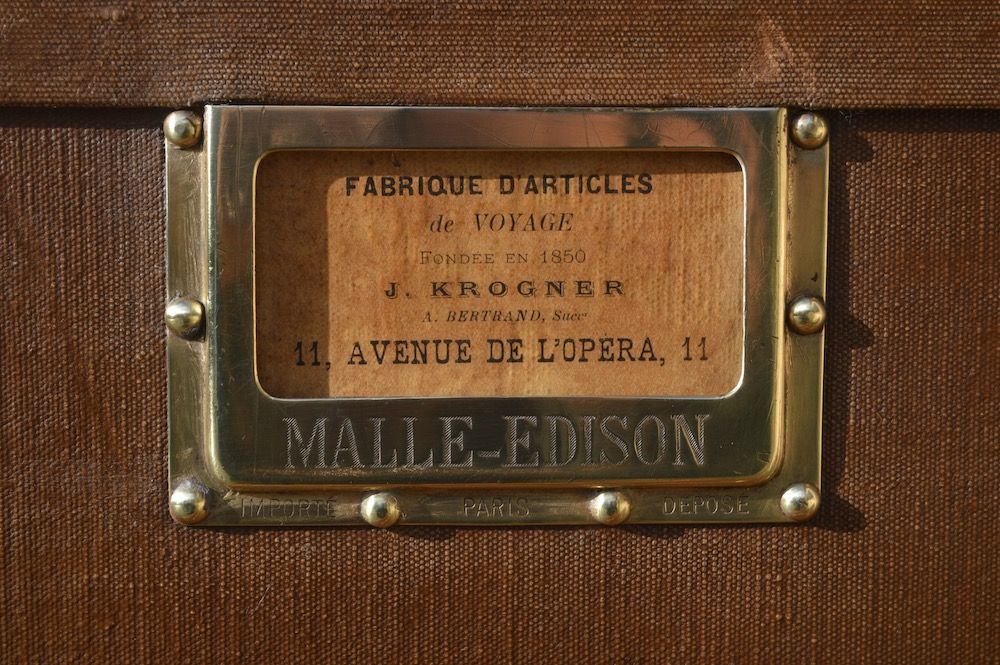 FABRIQUE D'ARTICLES
de VOYAGE
FONDÉE EN 1850
J. KROGNER
A. BERTRAND, Succr
11, AVENUE DE L'OPÉRA, 11
MALLE-EDISON
IMPORTÉ PARIS DÉPOSÉ